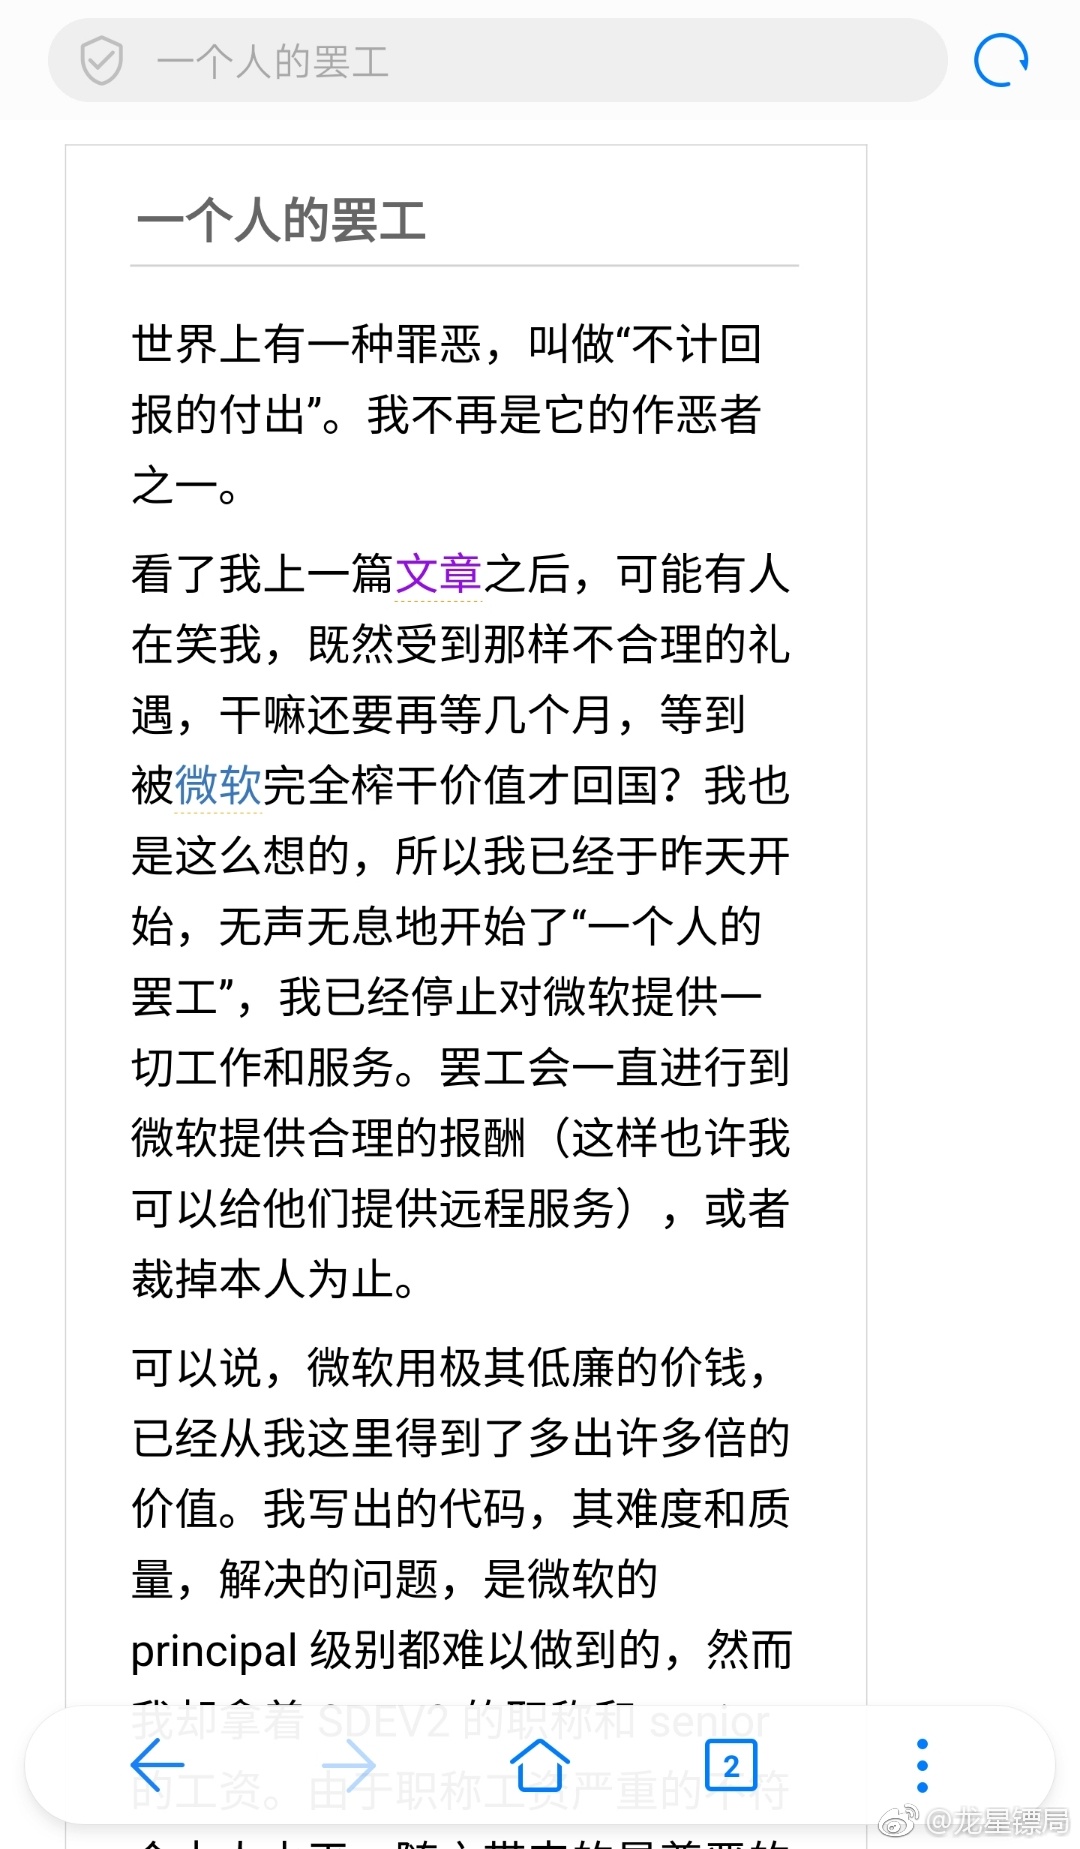 一个人的罢工
一个人的罢工
世界上有一种罪恶，叫做“不计回
报的付出”。我不再是它的作恶者
之一。
看了我上一篇文章之后，可能有人
在笑我，既然受到那样不合理的礼
遇，干嘛还要再等几个月，等到
被微软完全榨干价值才回国？我也
是这么想的，所以我已经于昨天开
始，无声无息地开始了“一个人的
罢工”，我已经停止对微软提供一
切工作和服务。罢工会一直进行到
微软提供合理的报酬（这样也许我
可以给他们提供远程服务），或者
裁掉本人为止。
可以说，微软用极其低廉的价钱，
已经从我这里得到了多出许多倍的
价值。我写出的代码，其难度和质
量，解决的问题，是微软的
principal 级别都难以做到的，然而
我却拿着 SDEV2 的职称和 senior
的工资。由于职称工资严重的不符
2
@龙星镖局